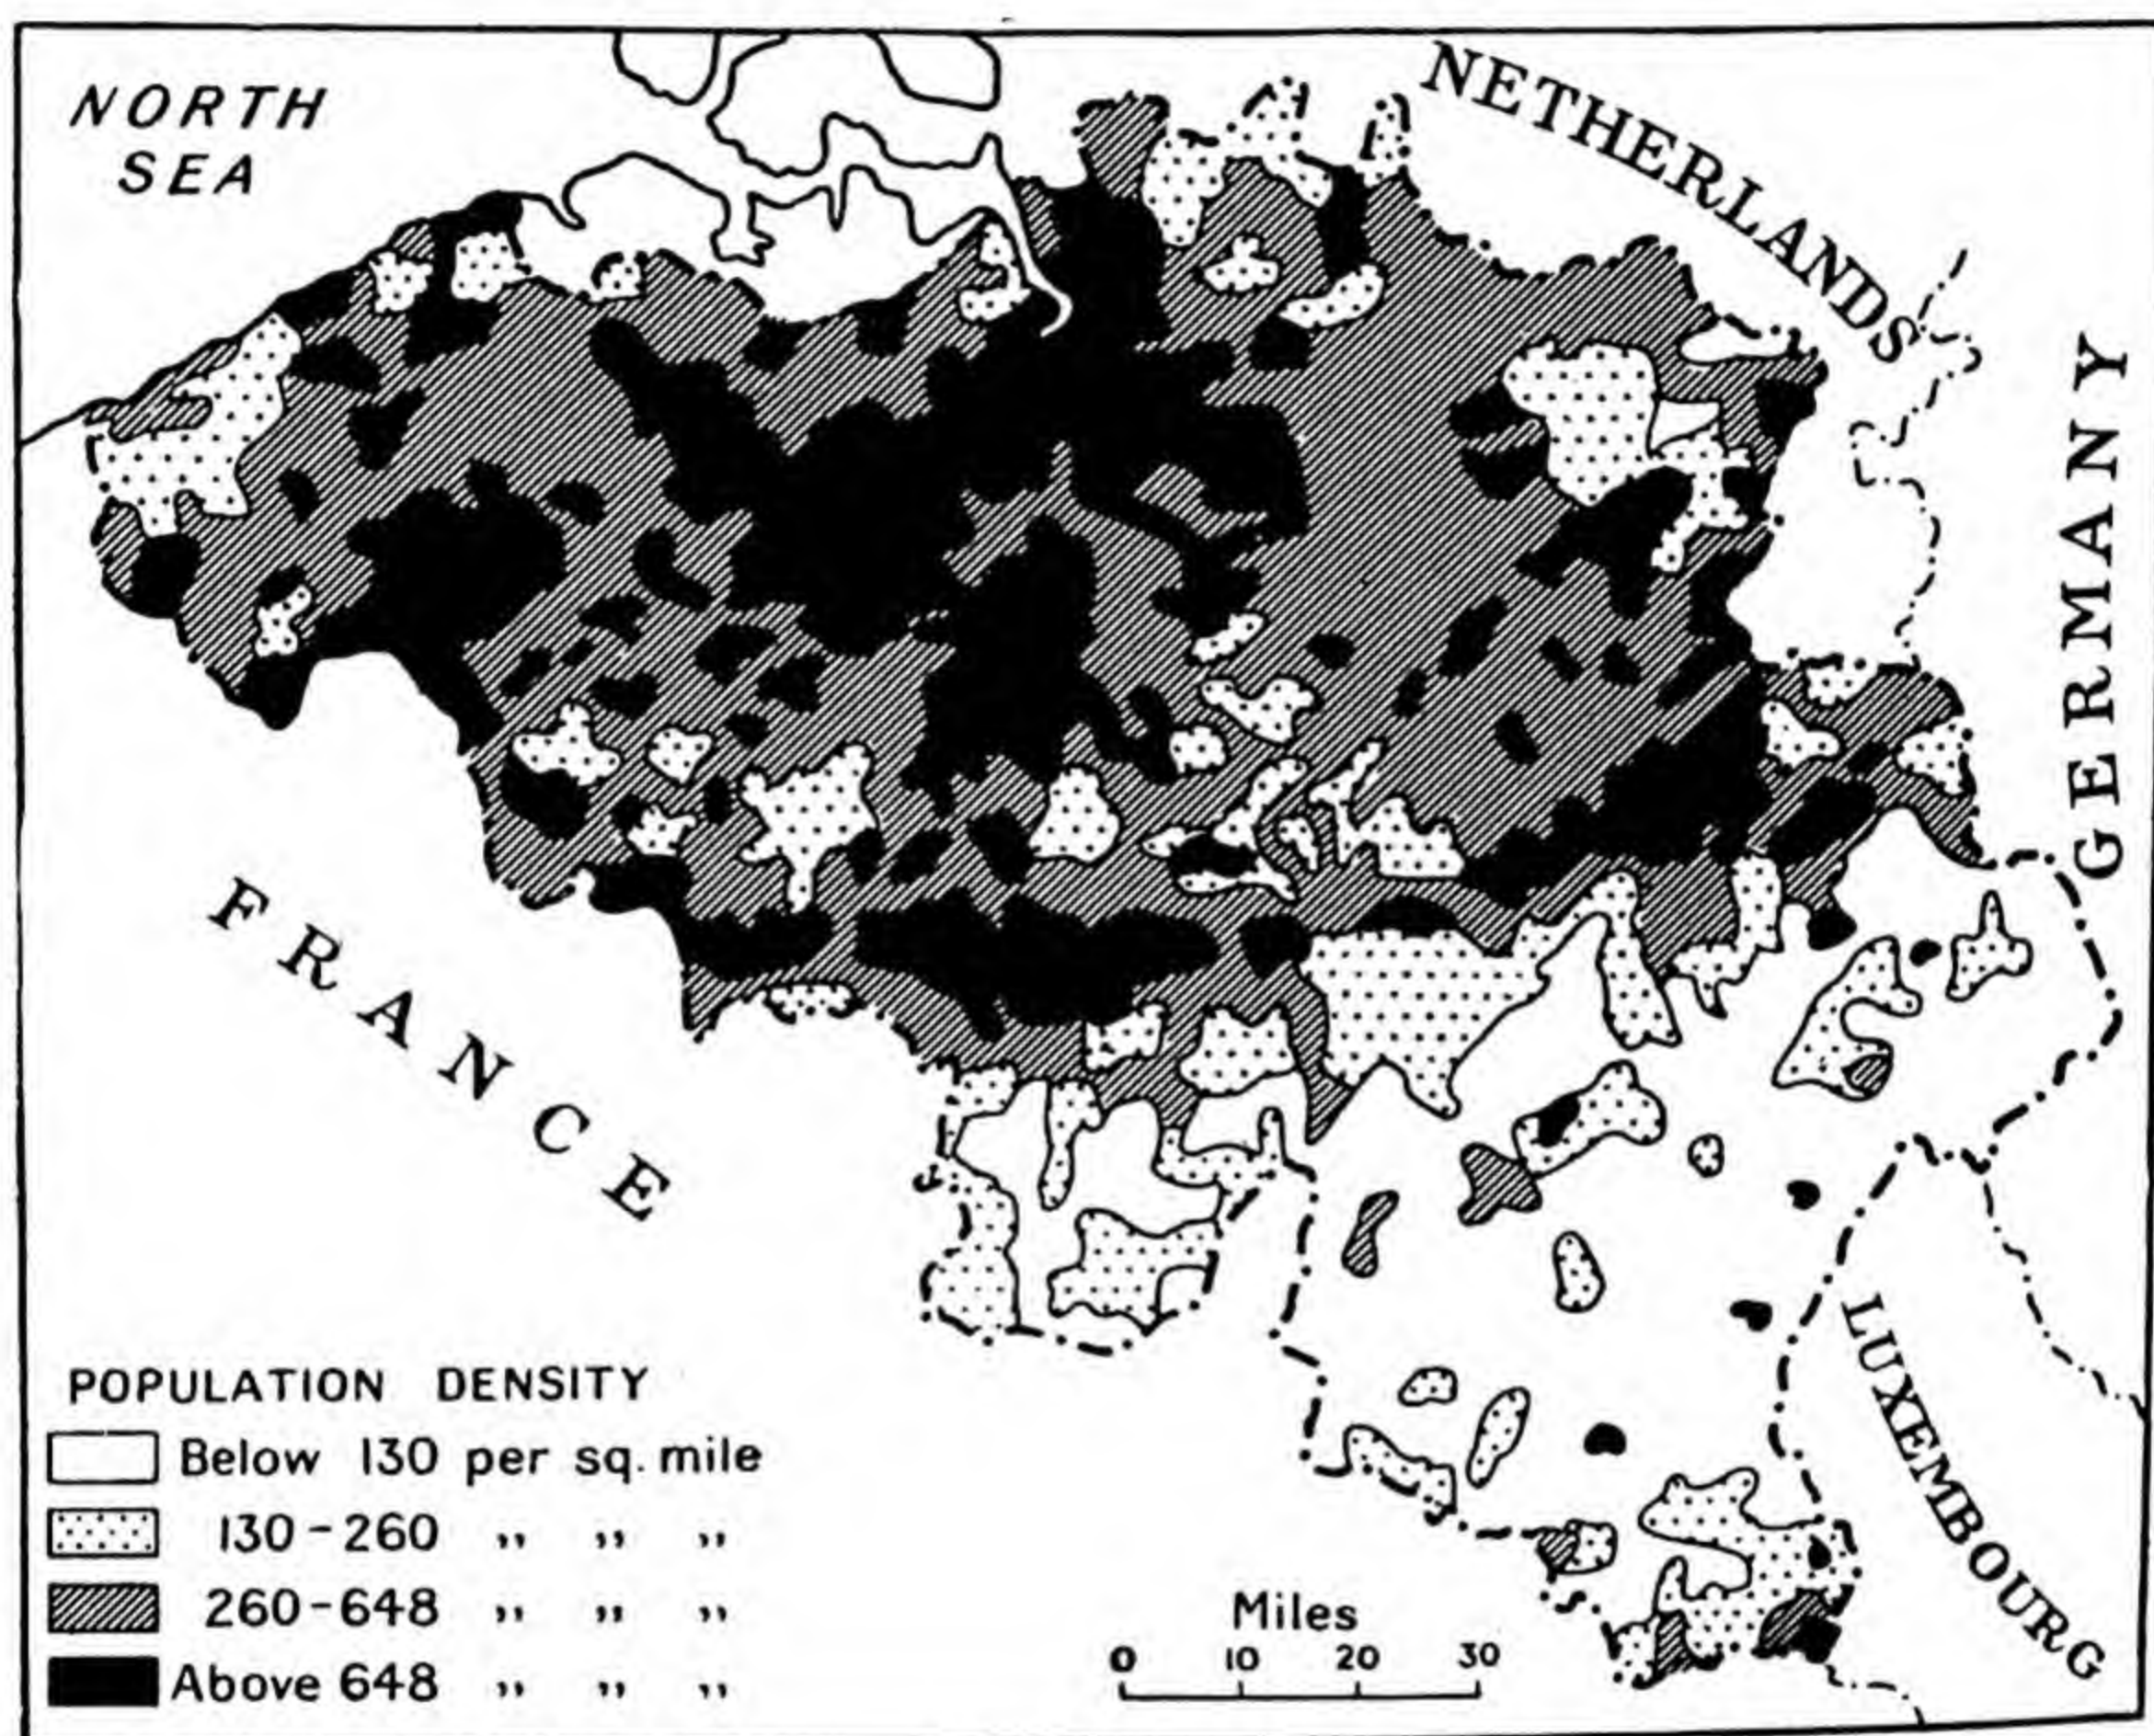 NORTH
SEA
NETHERLANDS
GERMANY
FRANCE
LUXEMBOURG
POPULATION DENSITY
Below 130 per sq. mile
130-260 ,, ,, ,,
260-648 ,, ,, ,,
Above 648 ,, ,, ,,
Miles
0 10 20 30